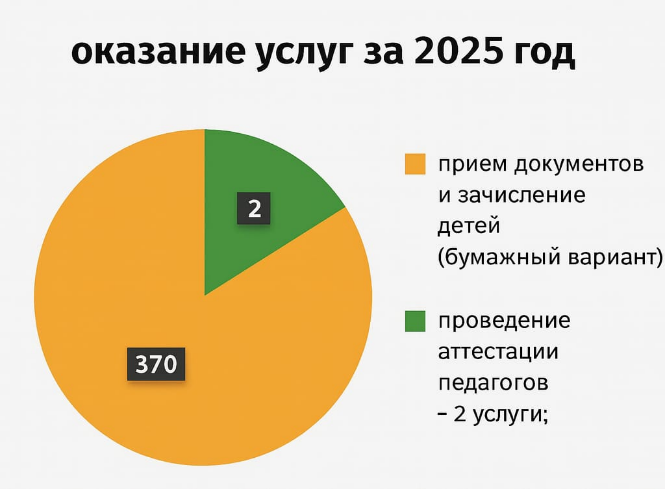 оказание услуг за 2025 год
2
370
прием документов
и зачисление
детей
(бумажный вариант)
проведение
аттестации
педагогов
– 2 услуги;